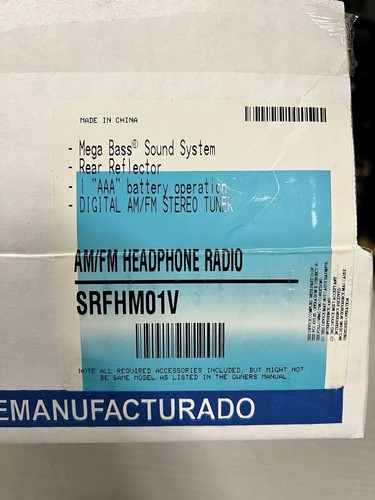 MADE IN CHINA
- Mega Bass® Sound System
- Rear Reflector
- 1 "AAA" battery operation
- DIGITAL AM/FM STEREO TUNER
AM/FM HEADPHONE RADIO
SRFHM01V
NOTE ALL REQUIRED ACCESSORIES INCLUDED, BUT MIGHT NOT
BE SAME MODEL AS LISTED IN THE OWNERS MANUAL.
EMANUFACTURADO